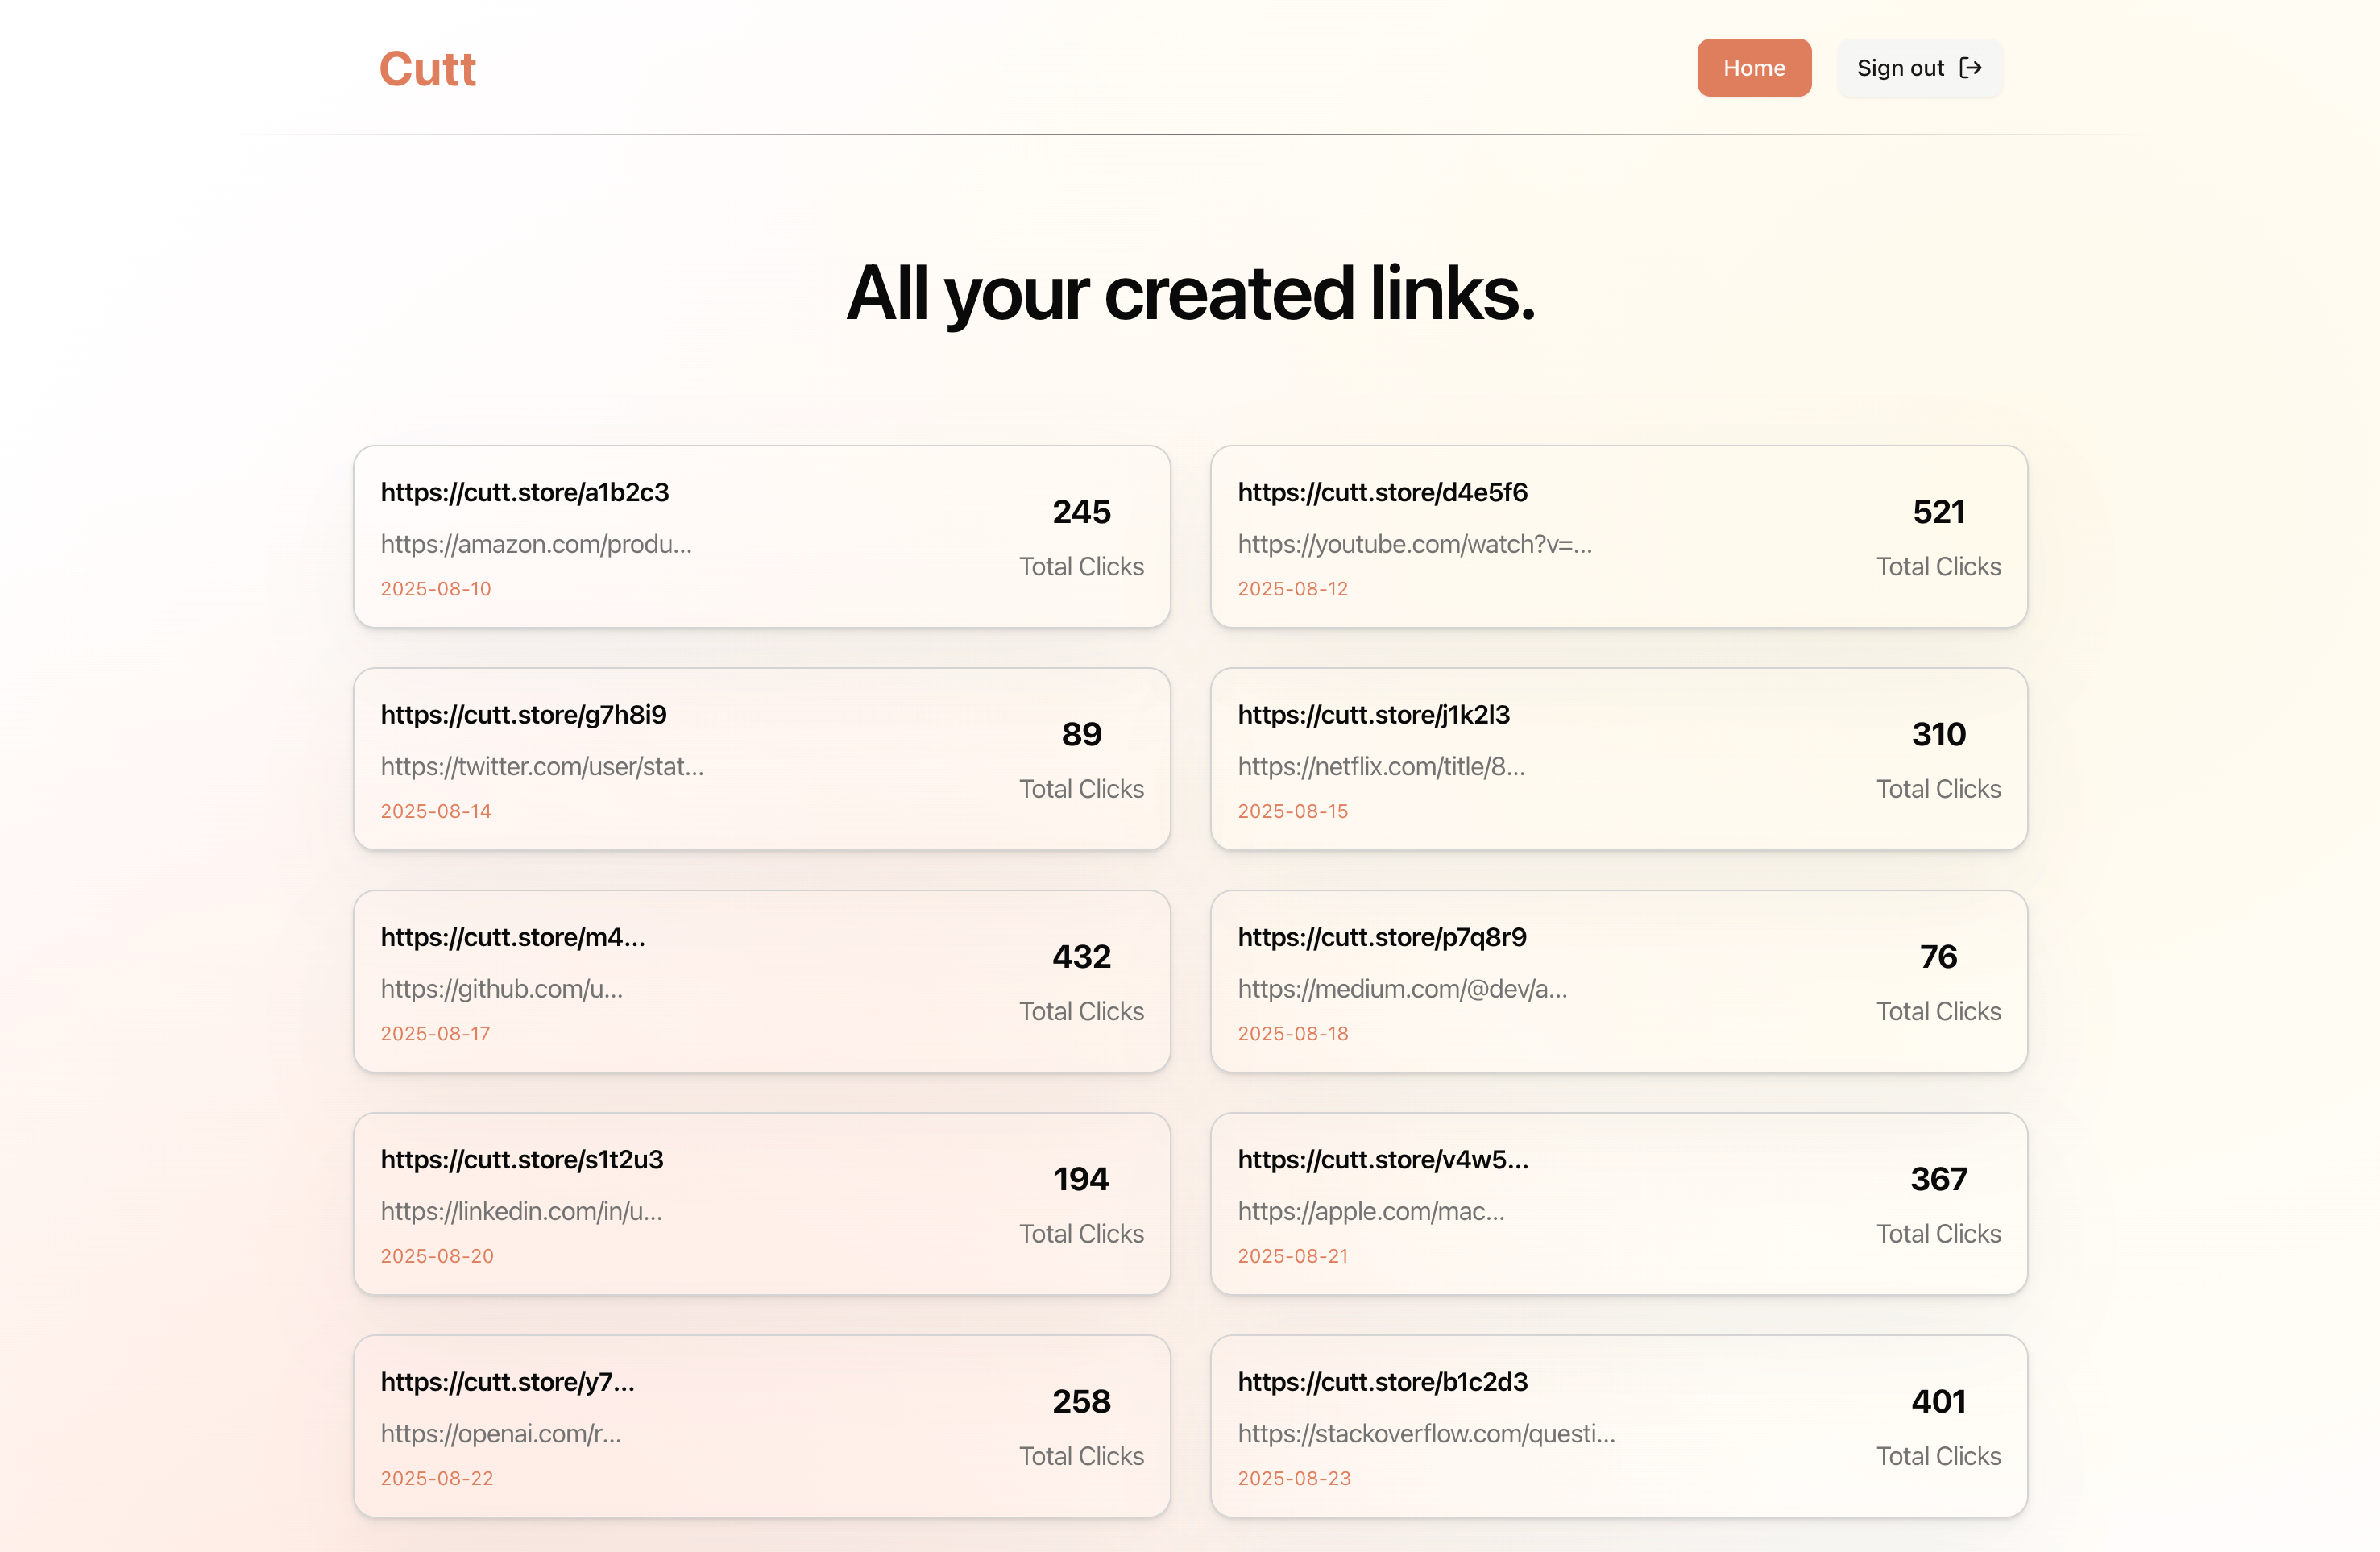 Cutt
Home
Sign out
All your created links.
https://cutt.store/a1b2c3
https://amazon.com/produ...
2025-08-10
245
Total Clicks
https://cutt.store/d4e5f6
https://youtube.com/watch?v=...
2025-08-12
521
Total Clicks
https://cutt.store/g7h8i9
https://twitter.com/user/stat...
2025-08-14
89
Total Clicks
https://cutt.store/j1k2l3
https://netflix.com/title/8...
2025-08-15
310
Total Clicks
https://cutt.store/m4...
https://github.com/u...
2025-08-17
432
Total Clicks
https://cutt.store/p7q8r9
https://medium.com/@dev/a...
2025-08-18
76
Total Clicks
https://cutt.store/s1t2u3
https://linkedin.com/in/u...
2025-08-20
194
Total Clicks
https://cutt.store/v4w5...
https://apple.com/mac...
2025-08-21
367
Total Clicks
https://cutt.store/y7...
https://openai.com/r...
2025-08-22
258
Total Clicks
https://cutt.store/b1c2d3
https://stackoverflow.com/questi...
2025-08-23
401
Total Clicks